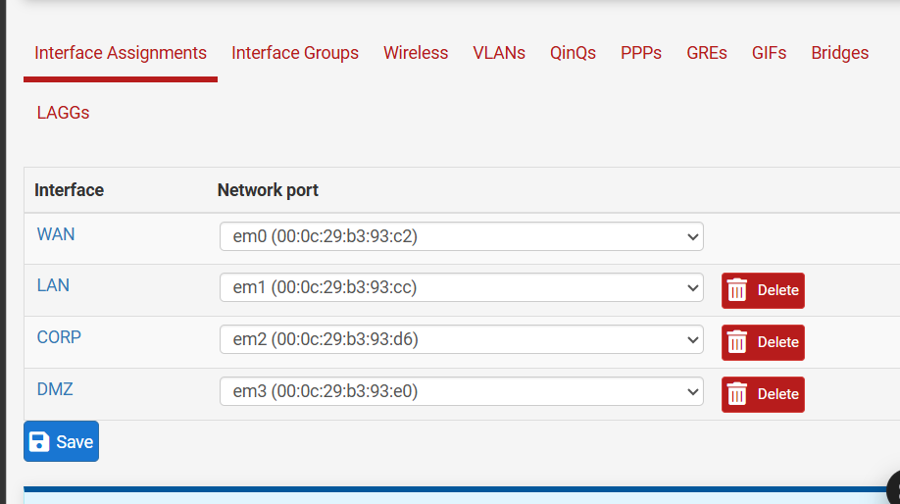 Interface Assignments Interface Groups Wireless VLANs QinQs PPPs GREs GIFs Bridges
LAGGs
Interface Network port
WAN em0 (00:0c:29:b3:93:c2)
LAN em1 (00:0c:29:b3:93:cc) Delete
CORP em2 (00:0c:29:b3:93:d6) Delete
DMZ em3 (00:0c:29:b3:93:e0) Delete
Save